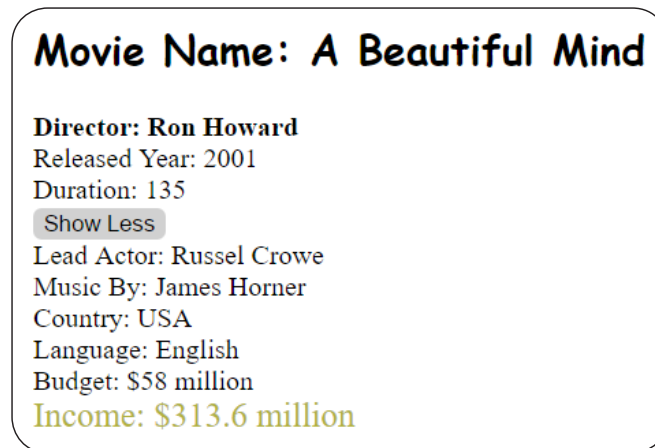 Movie Name: A Beautiful Mind
Director: Ron Howard
Released Year: 2001
Duration: 135
Show Less
Lead Actor: Russel Crowe
Music By: James Horner
Country: USA
Language: English
Budget: $58 million
Income: $313.6 million